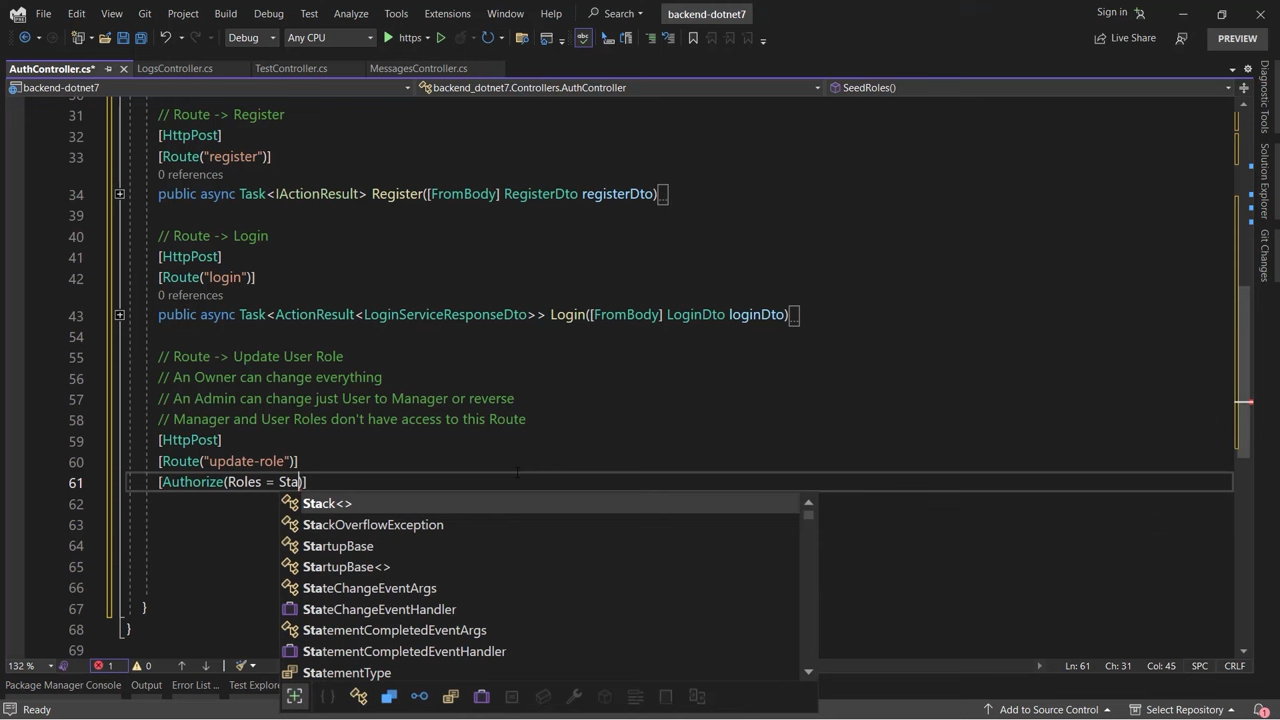 File Edit View Git Project Build Debug Test Analyze Tools Extensions Window Help Search backend-dotnet7 Sign in
Debug Any CPU https Live Share PREVIEW
AuthController.cs* LogsController.cs TestController.cs MessagesController.cs
backend-dotnet7 backend_dotnet7.Controllers.AuthController SeedRoles()
31 // Route -> Register
32 [HttpPost]
33 [Route("register")]
0 references
34 public async Task<IActionResult> Register([FromBody] RegisterDto registerDto)...
39
40 // Route -> Login
41 [HttpPost]
42 [Route("login")]
0 references
43 public async Task<ActionResult<LoginServiceResponseDto>> Login([FromBody] LoginDto loginDto)...
54
55 // Route -> Update User Role
56 // An Owner can change everything
57 // An Admin can change just User to Manager or reverse
58 // Manager and User Roles don't have access to this Route
59 [HttpPost]
60 [Route("update-role")]
61 [Authorize(Roles = Sta)]
62 Stack<>
63 StackOverflowException
64 StartupBase
65 StartupBase<>
66 StateChangeEventArgs
67 } StateChangeEventHandler
68 } StatementCompletedEventArgs
69 StatementCompletedEventHandler
132 % 1 0 Ln: 61 Ch: 31 Col: 45 SPC CRLF
StatementType
Package Manager Console Output Error List ... Test Explorer
Ready Add to Source Control Select Repository 1
Diagnostic Tools
Solution Explorer
Git Changes